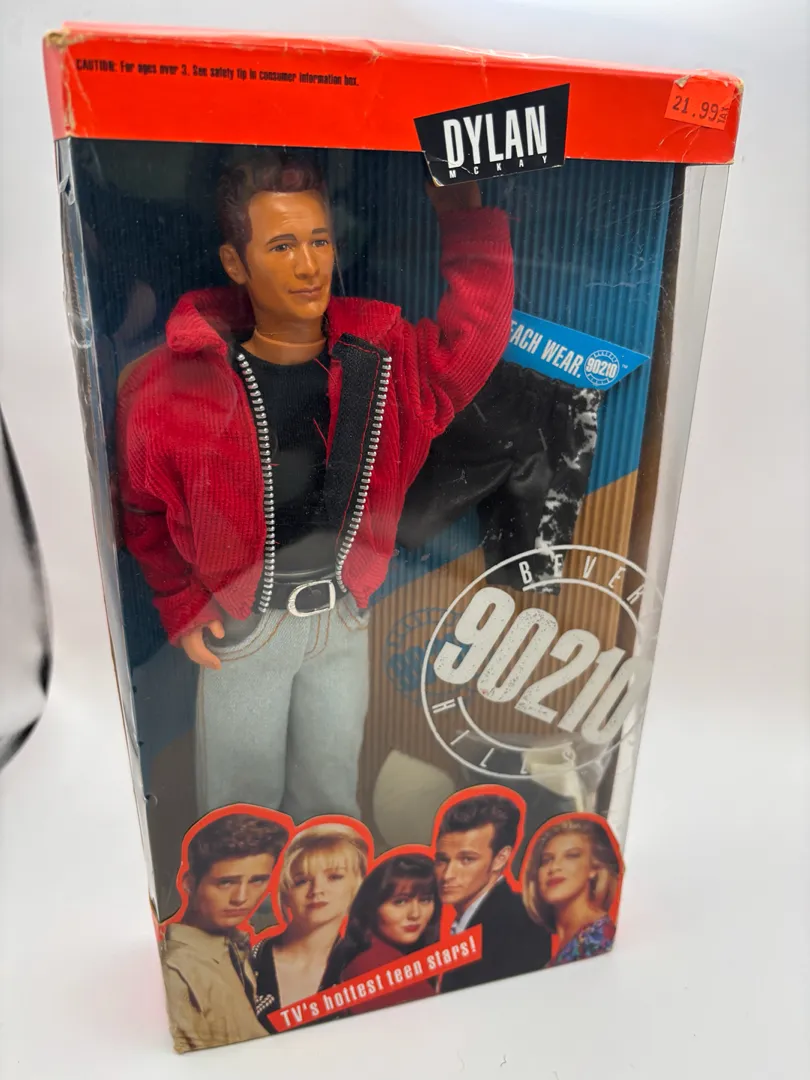 CAUTION: For ages over 3. See safety tip in consumer information box.
21.99
TAX
DYLAN
MCKAY
EACH WEAR.
90210
BEVER
90210
HILLS
TV's hottest teen stars!